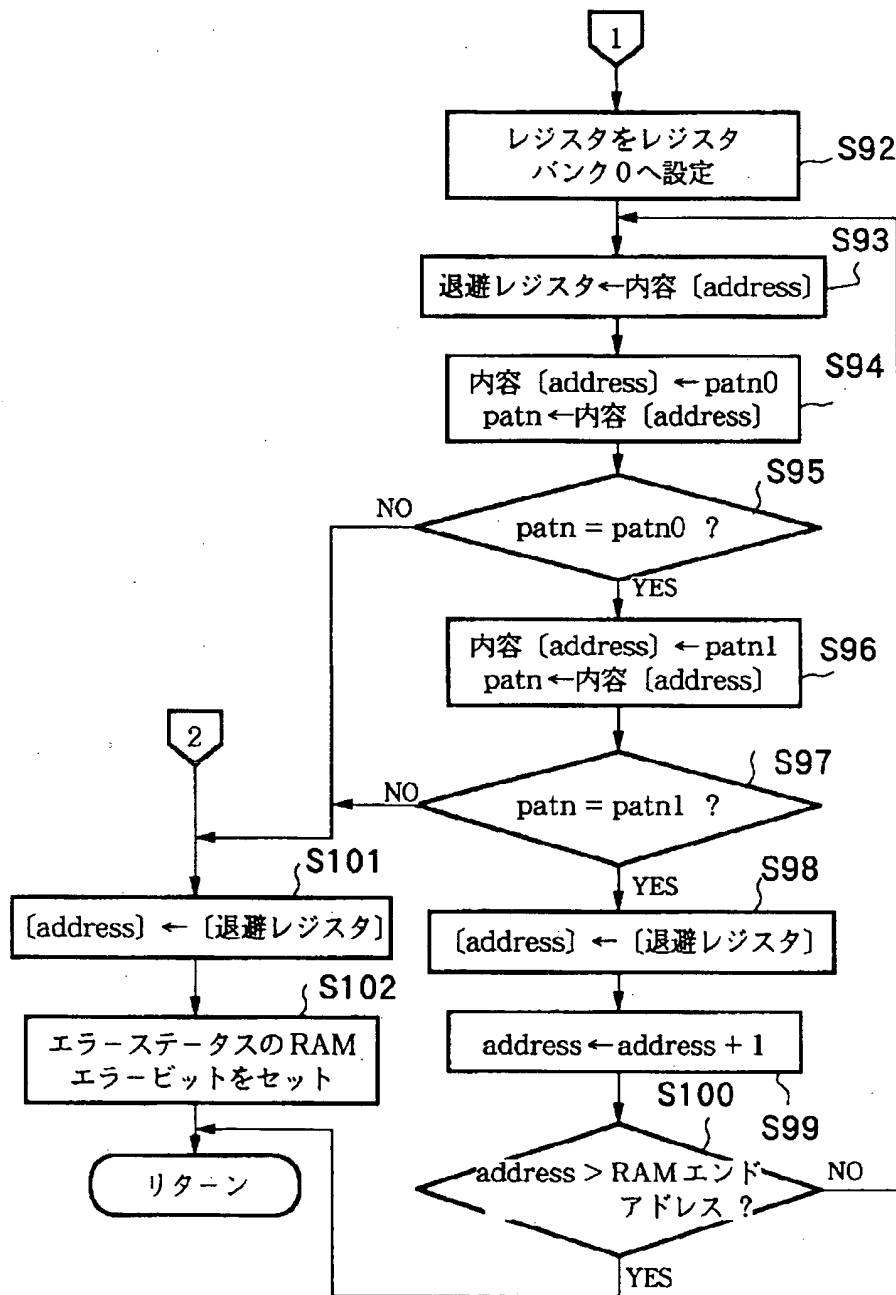 1
レジスタをレジスタ
バンク0へ設定
S92
S93
退避レジスタ←内容〔address〕
S94
内容〔address〕←patn0
patn←内容〔address〕
S95
NO
patn = patn0 ?
YES
内容〔address〕←patn1
patn←内容〔address〕
S96
2
S97
NO
patn = patn1 ?
YES
S101
〔address〕←〔退避レジスタ〕
S98
〔address〕←〔退避レジスタ〕
S102
エラーステータスのRAM
エラービットをセット
address←address + 1
S99
S100
リターン
address > RAMエンド
アドレス ?
NO
YES